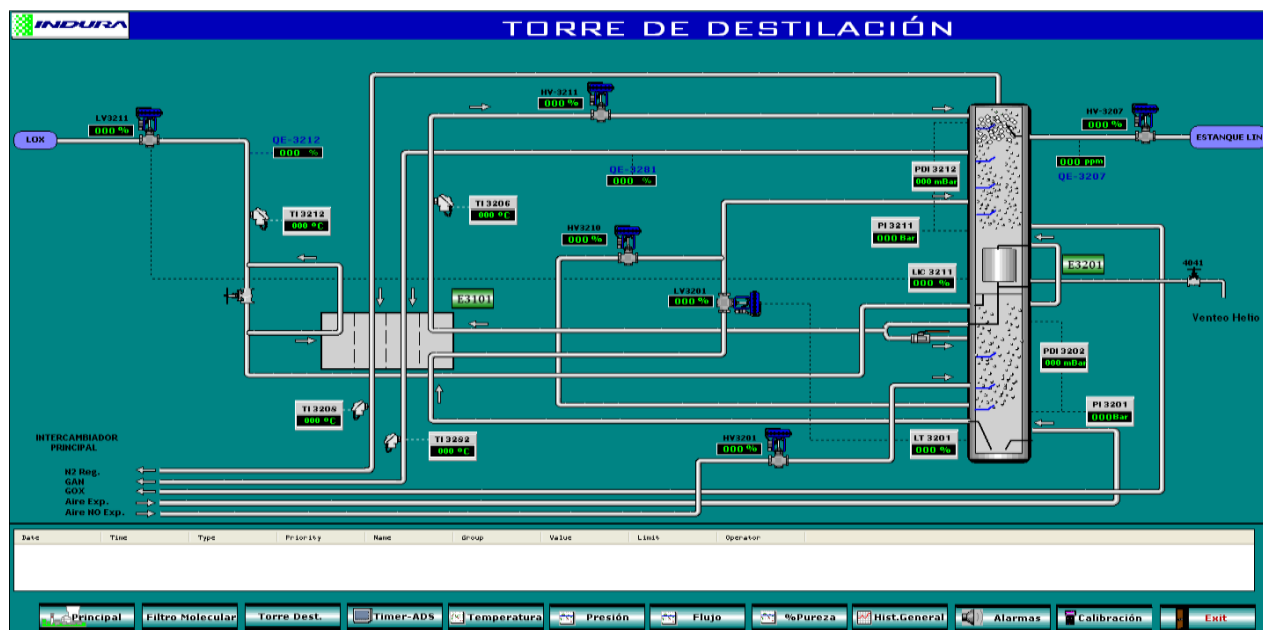 INDURA
TORRE DE DESTILACIÓN
HV-3211
000 %
LV3211
000 %
HV-3207
000 %
LOX
ESTANQUE LIN
QE-3212
000 %
QE-3281
000 %
PDI 3212
000 mBar
000 ppm
QE-3207
TI 3212
000 ºC
TI 3206
000 ºC
HV3210
000 %
PI 3211
000 Bar
LIC 3211
000 %
E3201
4041
LV3201
000 %
E3101
Venteo Helio
PDI 3202
000 mBar
TI 3208
000 ºC
PI 3201
000Bar
INTERCAMBIADOR
PRINCIPAL
TI 3282
000 ºC
HV3201
000 %
LT 3201
000 %
N2 Reg.
GAN
GOX
Aire Exp.
Aire NO Exp.
Date Time Type Priority Name Group Value Limit Operator
Principal Filtro Molecular Torre Dest. Timer-ADS Temperatura Presión Flujo %Pureza Hist.General Alarmas Calibración Exit